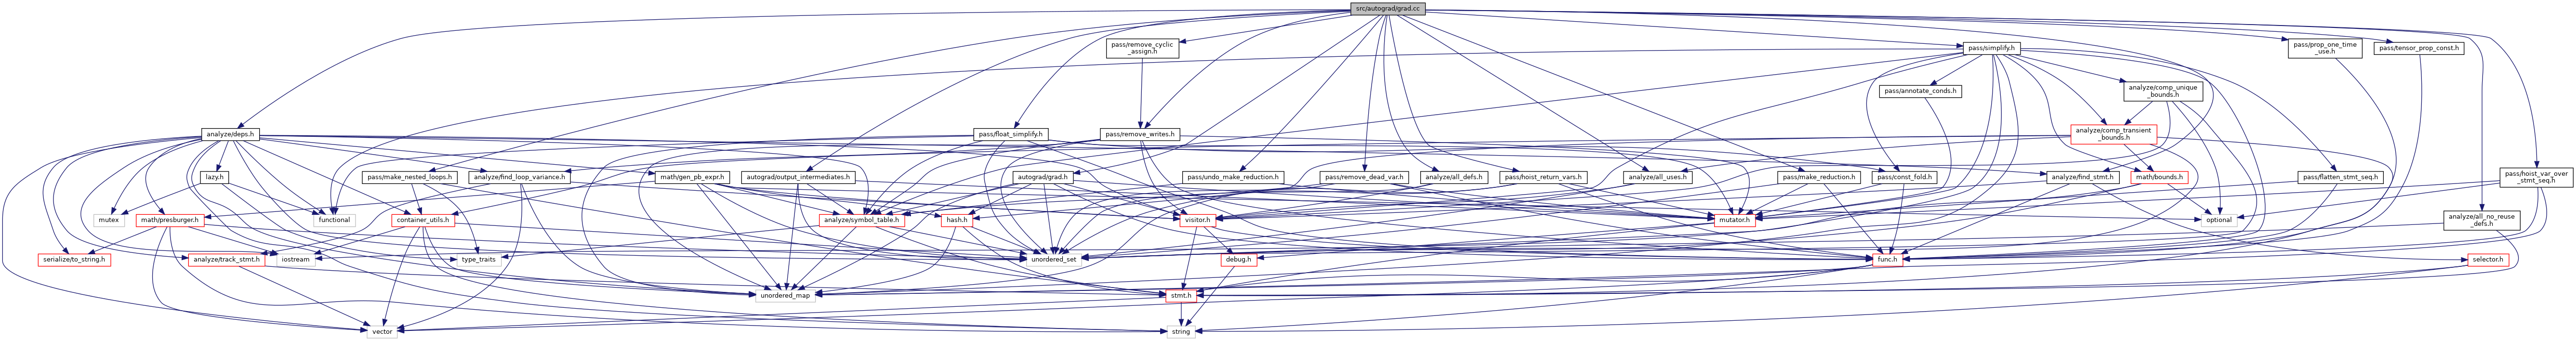 src/autograd/grad.cc
pass/remove_cyclic
_assign.h
pass/simplify.h
pass/prop_one_time
_use.h
pass/tensor_prop_const.h
pass/annotate_conds.h
analyze/comp_unique
_bounds.h
analyze/deps.h
pass/float_simplify.h
pass/remove_writes.h
analyze/comp_transient
_bounds.h
lazy.h
pass/make_nested_loops.h
analyze/find_loop_variance.h
math/gen_pb_expr.h
autograd/output_intermediates.h
autograd/grad.h
pass/undo_make_reduction.h
pass/remove_dead_var.h
analyze/all_defs.h
pass/hoist_return_vars.h
analyze/all_uses.h
pass/make_reduction.h
pass/const_fold.h
analyze/find_stmt.h
math/bounds.h
pass/flatten_stmt_seq.h
pass/hoist_var_over
_stmt_seq.h
mutex
math/presburger.h
functional
container_utils.h
analyze/symbol_table.h
hash.h
visitor.h
mutator.h
optional
analyze/all_no_reuse
_defs.h
serialize/to_string.h
analyze/track_stmt.h
iostream
type_traits
unordered_set
debug.h
func.h
selector.h
unordered_map
stmt.h
vector
string